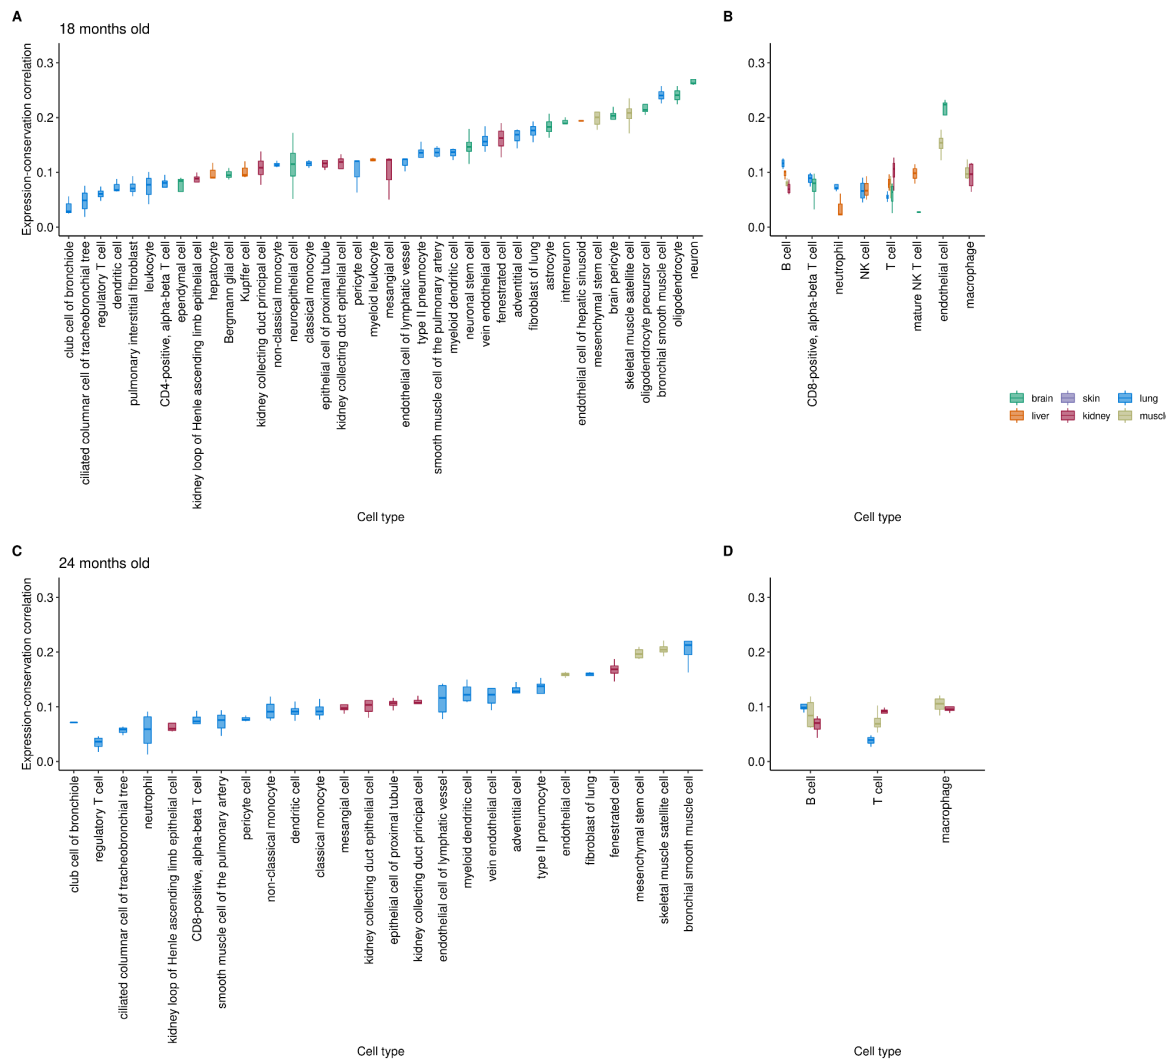 A
18 months old
Expression-conservation correlation
0.3
0.2
0.1
0.0
club cell of bronchiole
ciliated columnar cell of tracheobronchial tree
regulatory T cell
dendritic cell
pulmonary interstitial fibroblast
leukocyte
CD4-positive, alpha-beta T cell
ependymal cell
kidney loop of Henle ascending limb epithelial cell
hepatocyte
Bergmann glial cell
Kupffer cell
kidney collecting duct principal cell
non-classical monocyte
neuroepithelial cell
classical monocyte
epithelial cell of proximal tubule
kidney collecting duct epithelial cell
pericyte cell
myeloid leukocyte
mesangial cell
endothelial cell of lymphatic vessel
type II pneumocyte
smooth muscle cell of the pulmonary artery
myeloid dendritic cell
neuronal stem cell
vein endothelial cell
fenestrated cell
adventitial cell
fibroblast of lung
astrocyte
interneuron
endothelial cell of hepatic sinusoid
mesenchymal stem cell
brain pericyte
skeletal muscle satellite cell
oligodendrocyte precursor cell
bronchial smooth muscle cell
oligodendrocyte
neuron
Cell type
B
0.3
0.2
0.1
0.0
B cell
CD8-positive, alpha-beta T cell
neutrophil
NK cell
T cell
mature NK T cell
endothelial cell
macrophage
Cell type
brain
skin
lung
liver
kidney
muscle
C
24 months old
Expression-conservation correlation
0.3
0.2
0.1
0.0
club cell of bronchiole
regulatory T cell
ciliated columnar cell of tracheobronchial tree
neutrophil
kidney loop of Henle ascending limb epithelial cell
CD8-positive, alpha-beta T cell
smooth muscle cell of the pulmonary artery
pericyte cell
non-classical monocyte
dendritic cell
classical monocyte
mesangial cell
kidney collecting duct epithelial cell
epithelial cell of proximal tubule
kidney collecting duct principal cell
endothelial cell of lymphatic vessel
myeloid dendritic cell
vein endothelial cell
adventitial cell
type II pneumocyte
endothelial cell
fibroblast of lung
fenestrated cell
mesenchymal stem cell
skeletal muscle satellite cell
bronchial smooth muscle cell
Cell type
D
0.3
0.2
0.1
0.0
B cell
T cell
macrophage
Cell type